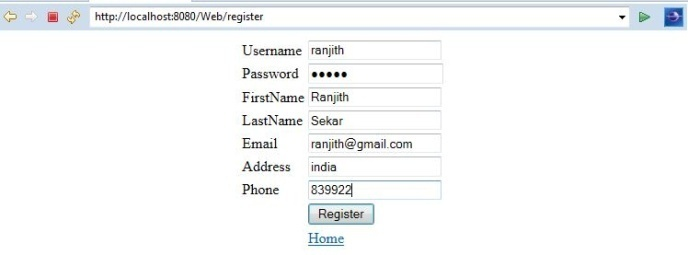 http://localhost:8080/Web/register
Username ranjith
Password •••••
FirstName Ranjith
LastName Sekar
Email ranjith@gmail.com
Address india
Phone 839922
Register
Home